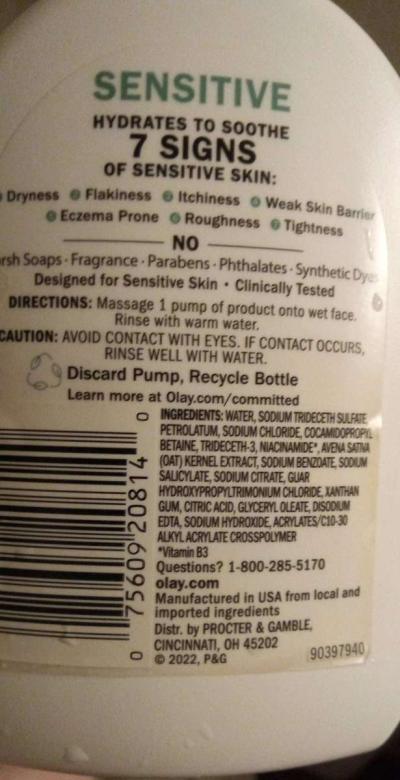 SENSITIVE
HYDRATES TO SOOTHE
7 SIGNS
OF SENSITIVE SKIN:
Dryness Flakiness Itchiness Weak Skin Barrier
Eczema Prone Roughness Tightness
NO
Soaps · Fragrance · Parabens · Phthalates · Synthetic
Designed for Sensitive Skin • Clinically Tested
DIRECTIONS: Massage 1 pump of product onto wet face.
Rinse with warm water.
CAUTION: AVOID CONTACT WITH EYES. IF CONTACT OCCURS,
RINSE WELL WITH WATER.
Discard Pump, Recycle Bottle
Learn more at Olay.com/committed
INGREDIENTS: WATER, SODIUM TRIDECETH SULFATE,
PETROLATUM, SODIUM CHLORIDE, COCAMIDOPROPYL
BETAINE, TRIDECETH-3, NIACINAMIDE*, AVENA SATIVA
(OAT) KERNEL EXTRACT, SODIUM BENZOATE, SODIUM
SALICYLATE, SODIUM CITRATE, GUAR
HYDROXYPROPYLTRIMONIUM CHLORIDE, XANTHAN
GUM, CITRIC ACID, GLYCERYL OLEATE, DISODIUM
EDTA, SODIUM HYDROXIDE, ACRYLATES/C10-30
ALKYL ACRYLATE CROSSPOLYMER
*Vitamin B3
Questions? 1-800-285-5170
olay.com
Manufactured in USA from local and
imported ingredients
Distr. by PROCTER & GAMBLE,
CINCINNATI, OH 45202
© 2022, P&G
90397940
0 75609 20814 0